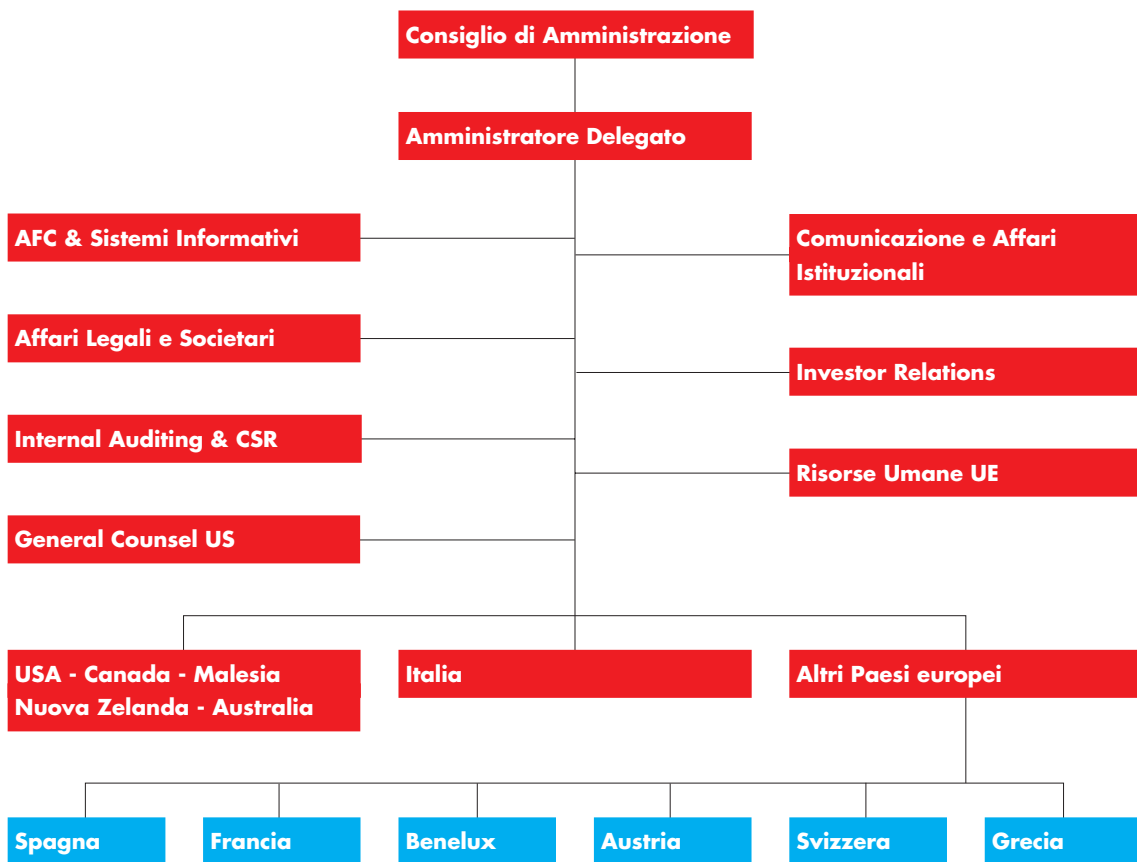 Consiglio di Amministrazione
Amministratore Delegato
AFC & Sistemi Informativi
Comunicazione e Affari
Istituzionali
Affari Legali e Societari
Investor Relations
Internal Auditing & CSR
Risorse Umane UE
General Counsel US
USA - Canada - Malesia
Nuova Zelanda - Australia
Italia
Altri Paesi europei
Spagna
Francia
Benelux
Austria
Svizzera
Grecia